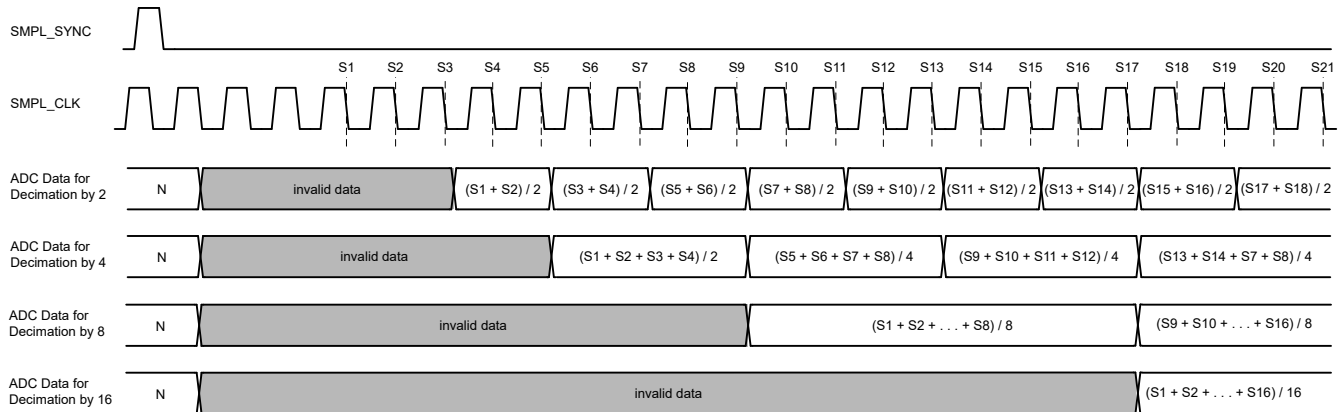 SMPL_SYNC
S1 S2 S3 S4 S5 S6 S7 S8 S9 S10 S11 S12 S13 S14 S15 S16 S17 S18 S19 S20 S21
SMPL_CLK
ADC Data for
Decimation by 2
N
invalid data
(S1 + S2) / 2
(S3 + S4) / 2
(S5 + S6) / 2
(S7 + S8) / 2
(S9 + S10) / 2
(S11 + S12) / 2
(S13 + S14) / 2
(S15 + S16) / 2
(S17 + S18) / 2
ADC Data for
Decimation by 4
N
invalid data
(S1 + S2 + S3 + S4) / 2
(S5 + S6 + S7 + S8) / 4
(S9 + S10 + S11 + S12) / 4
(S13 + S14 + S7 + S8) / 4
ADC Data for
Decimation by 8
N
invalid data
(S1 + S2 + . . . + S8) / 8
(S9 + S10 + . . . + S16) / 8
ADC Data for
Decimation by 16
N
invalid data
(S1 + S2 + . . . + S16) / 16